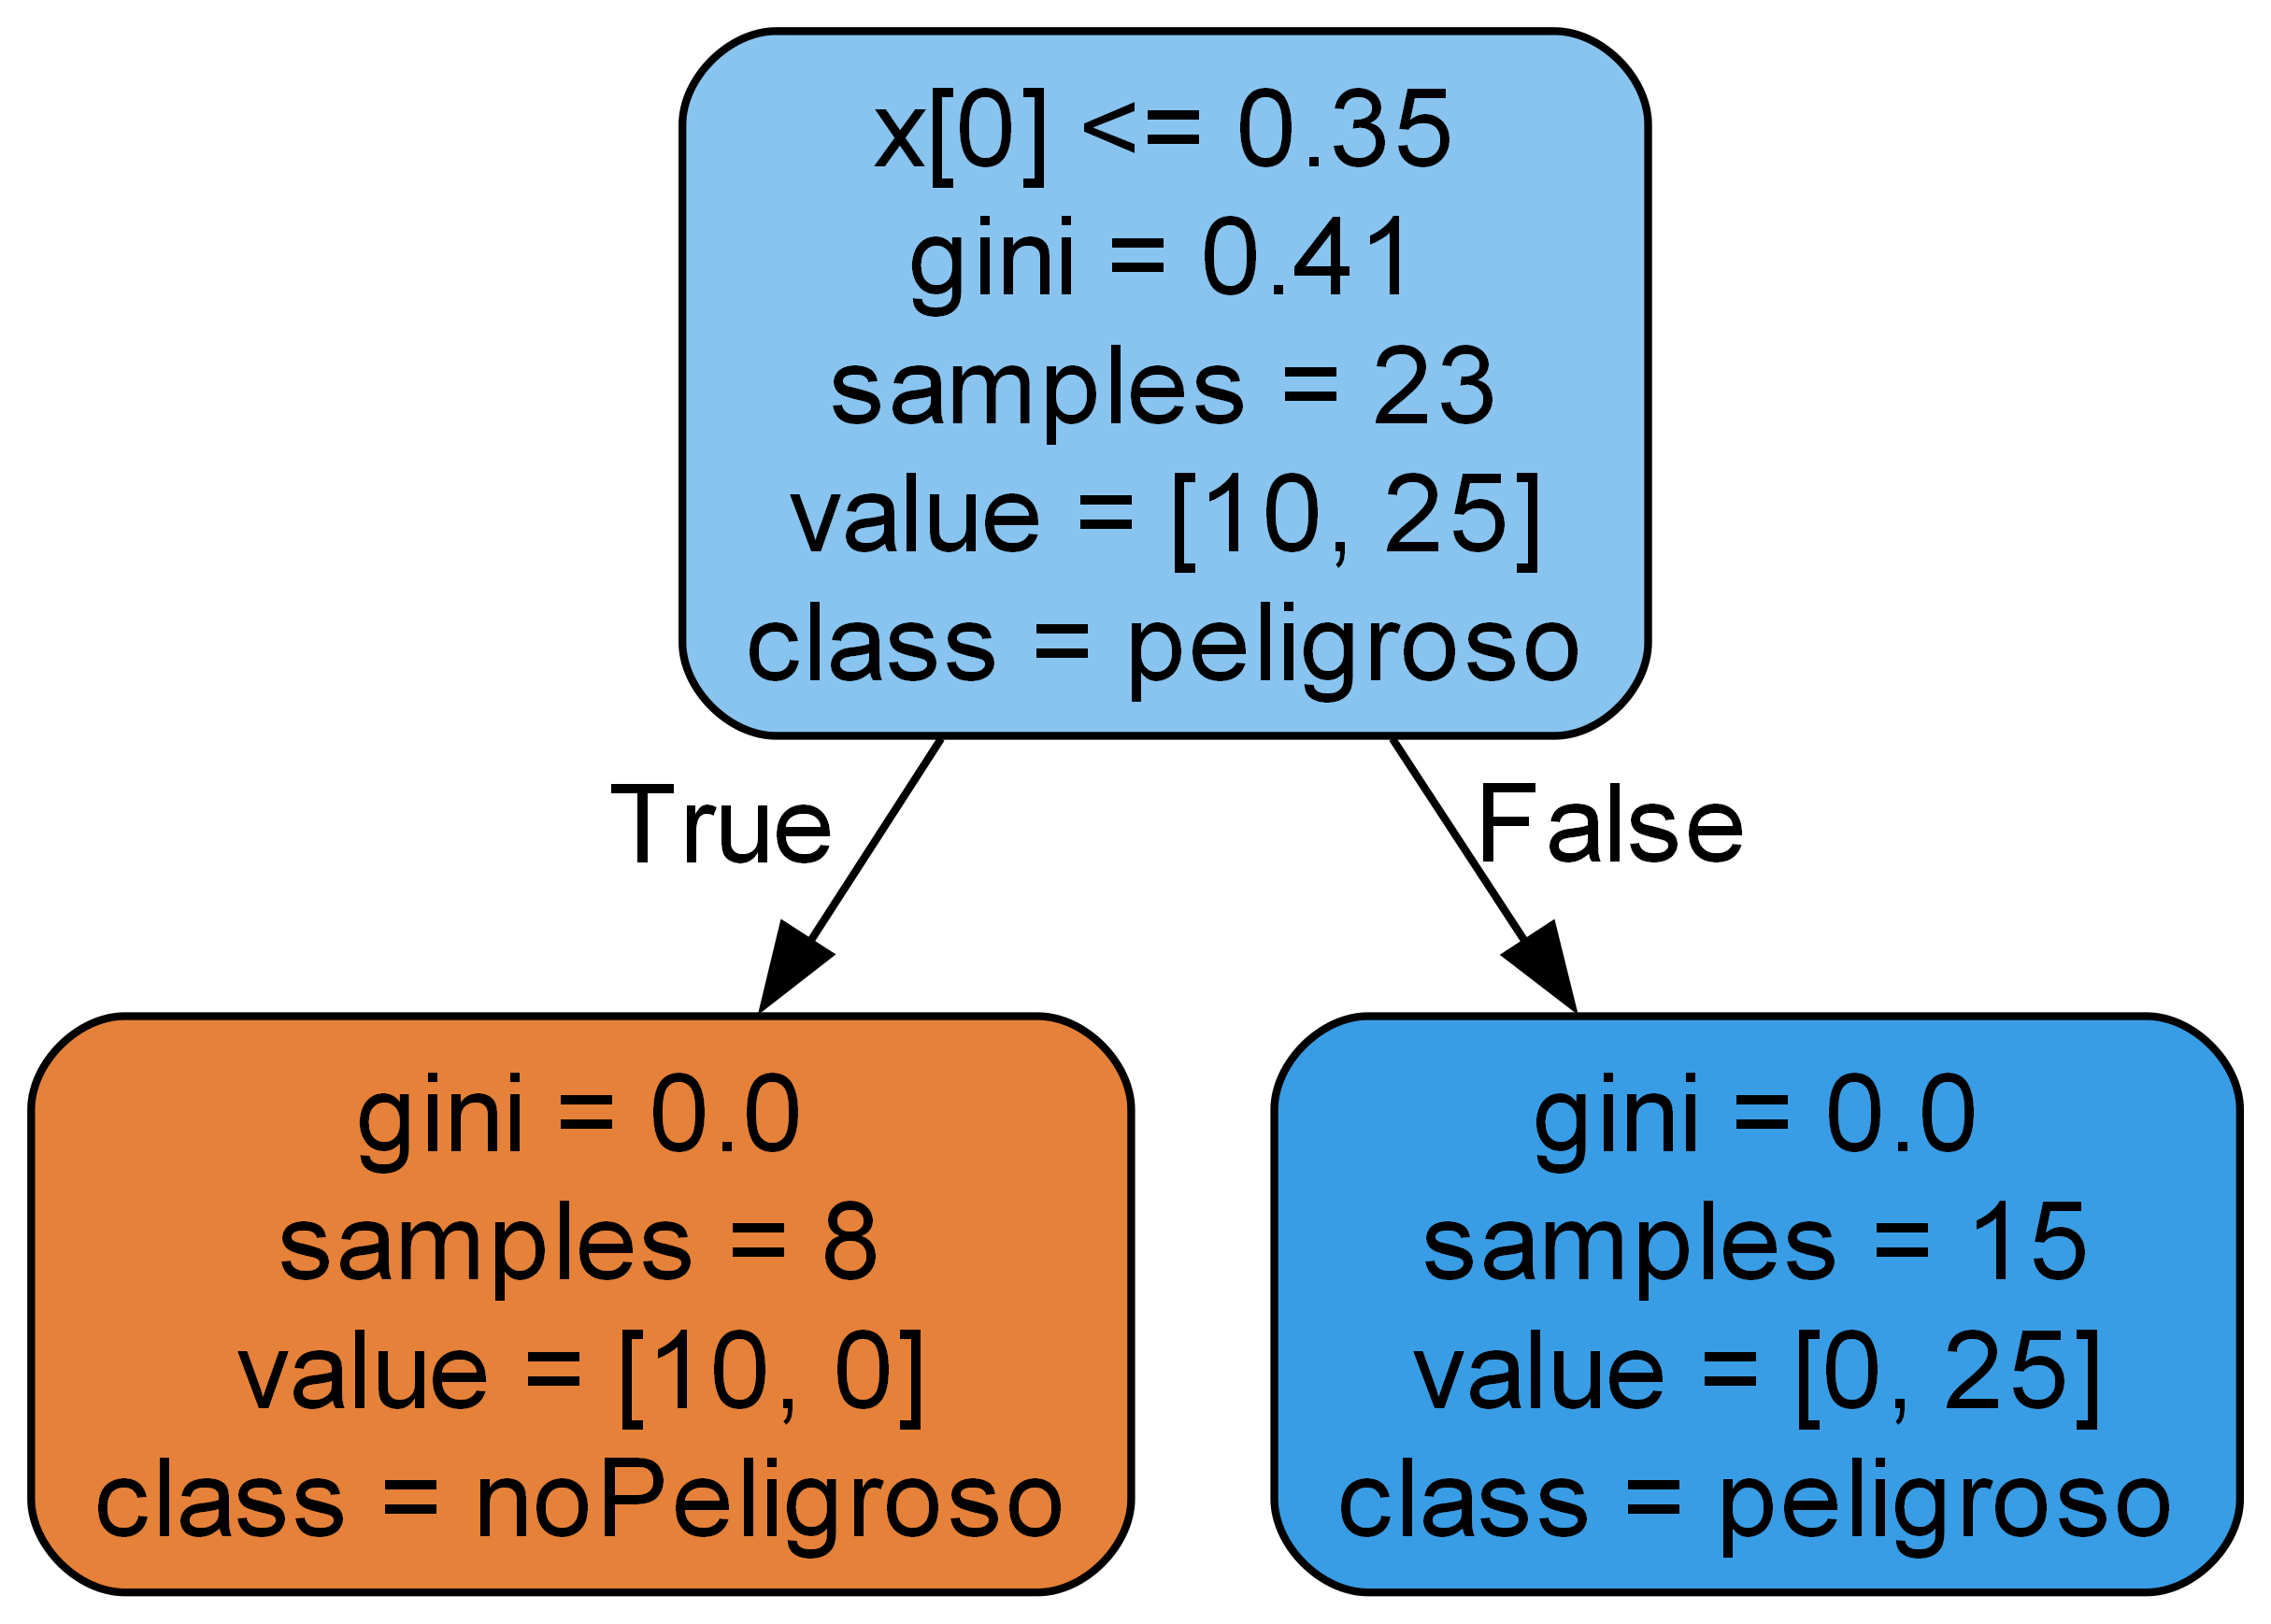 x[0] <= 0.35
gini = 0.41
samples = 23
value = [10, 25]
class = peligroso
True
False
gini = 0.0
samples = 8
value = [10, 0]
class = noPeligroso
gini = 0.0
samples = 15
value = [0, 25]
class = peligroso